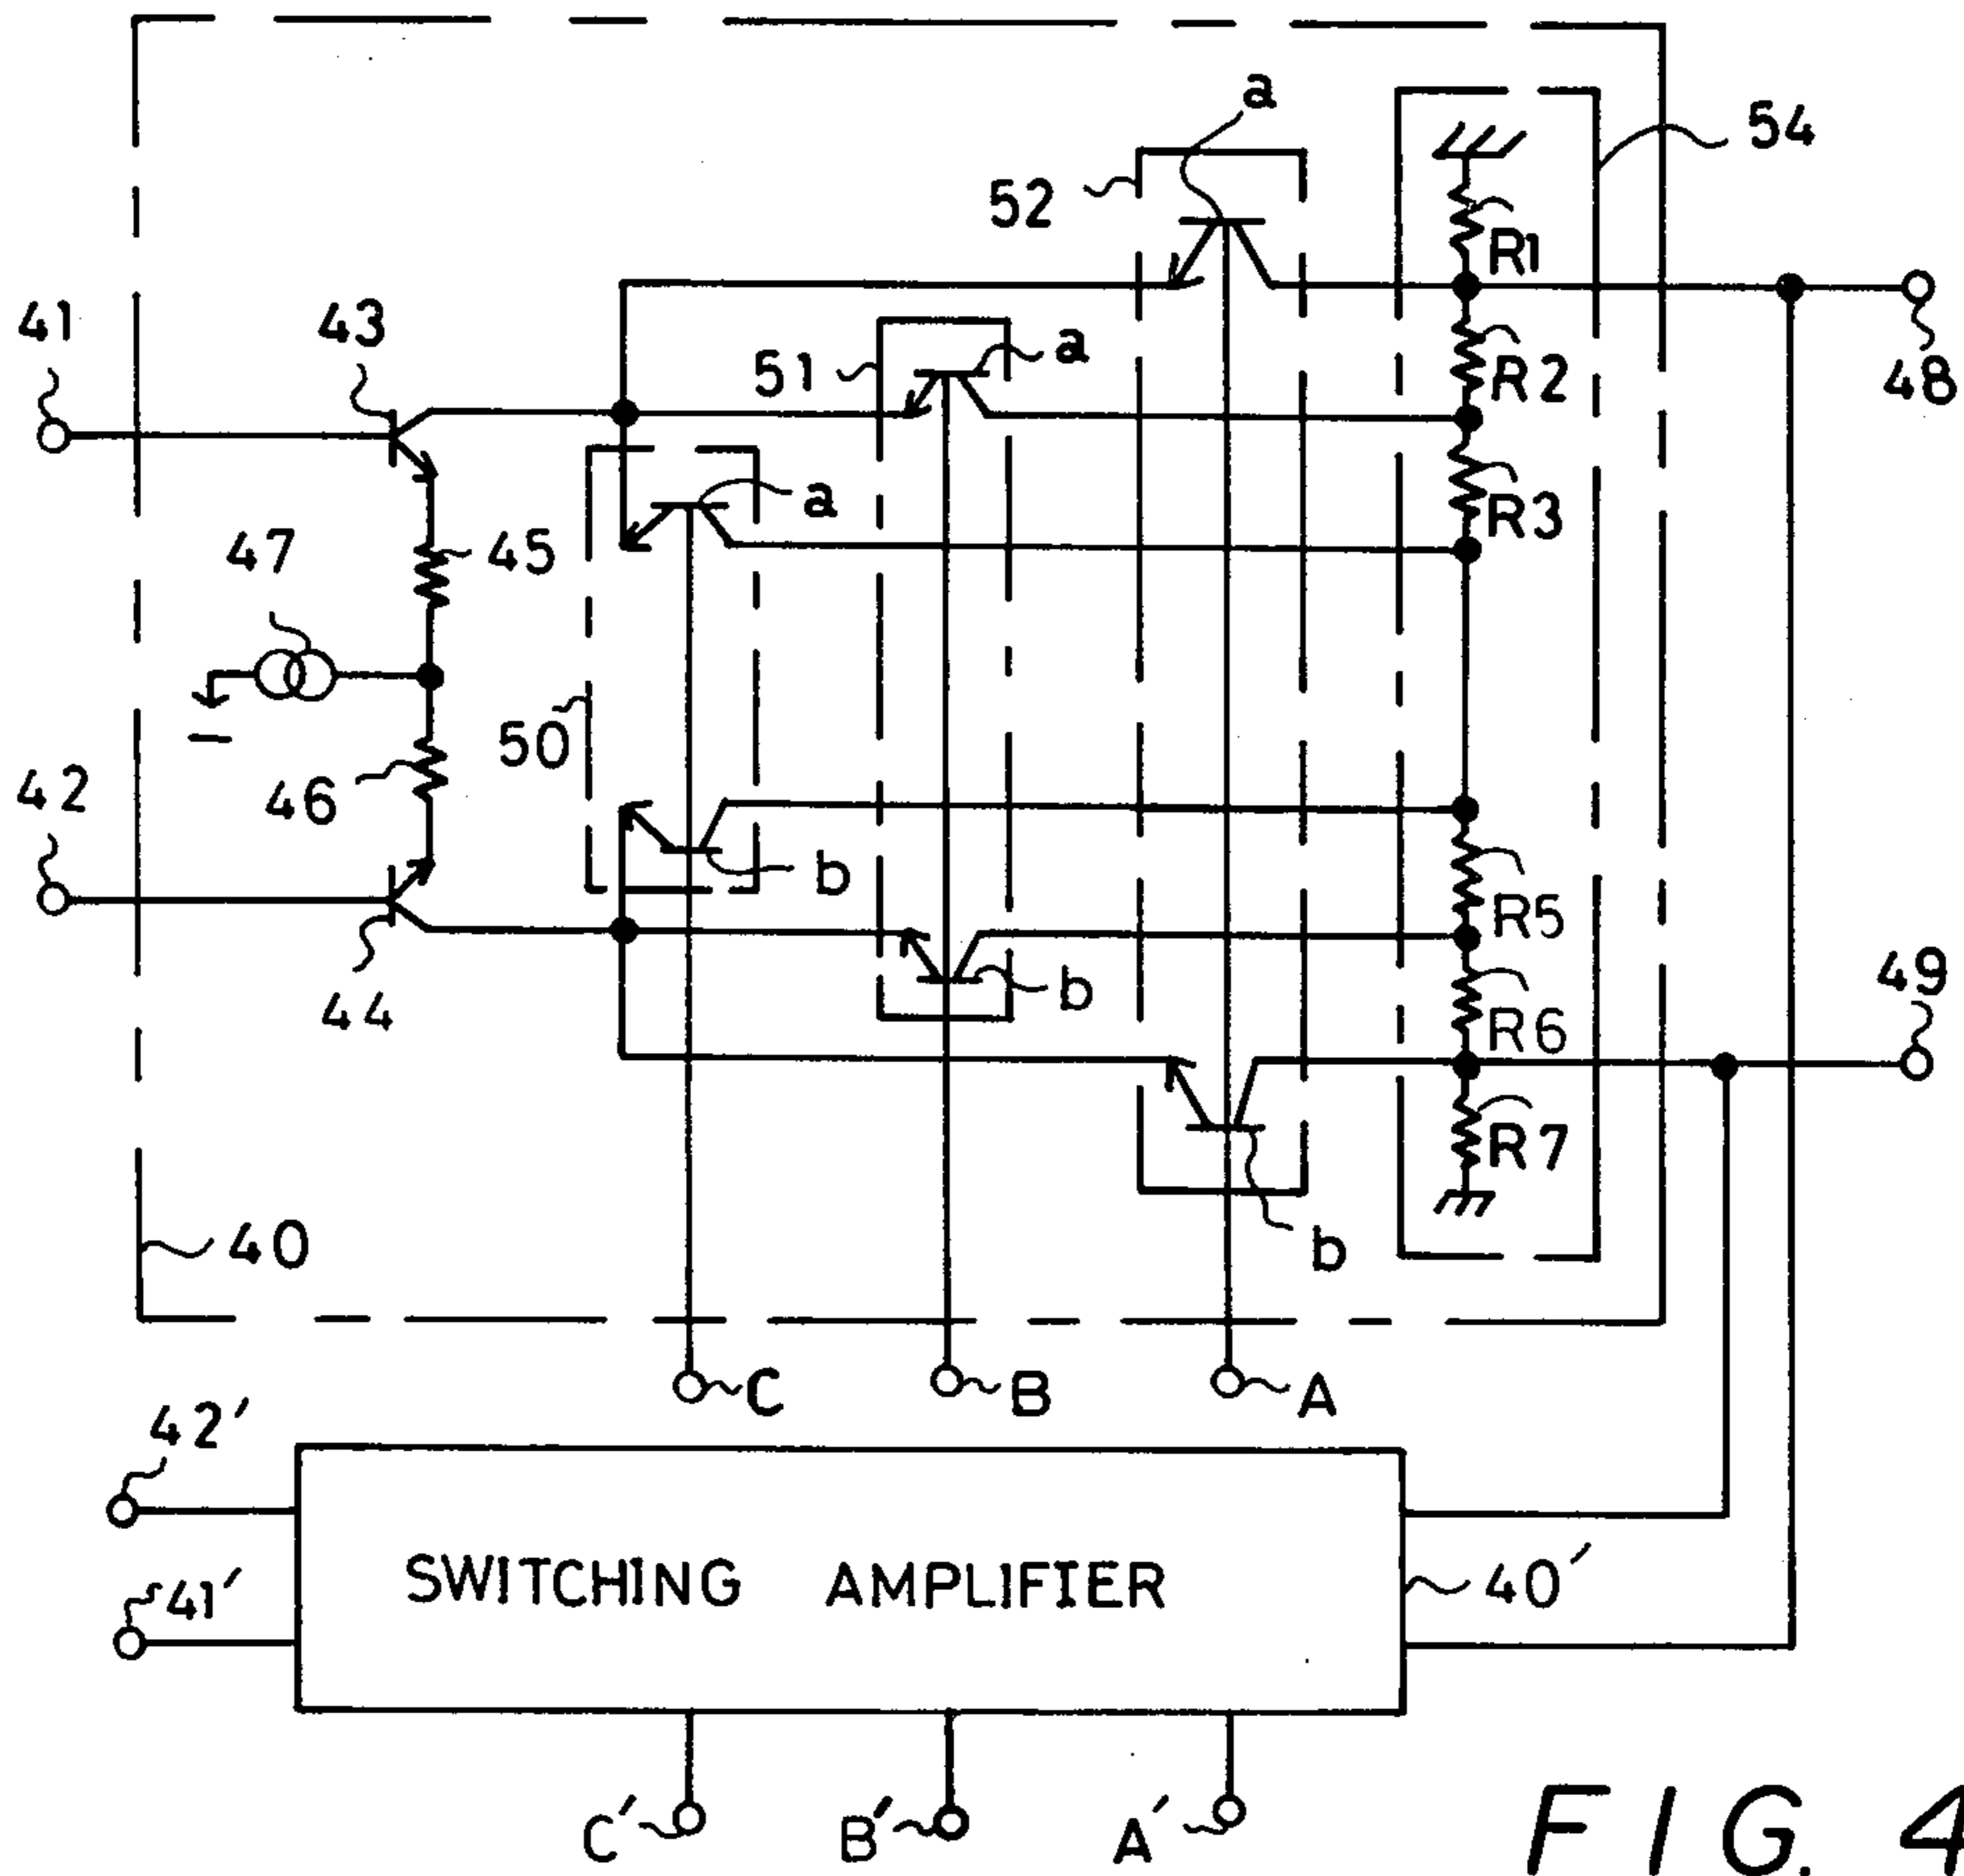 a
54
52
R1
41
43
51
a
R2
48
a
R3
47
45
50
42
46
b
R5
49
44
b
R6
R7
40
b
C
B
A
42'
SWITCHING AMPLIFIER
40'
41'
C'
B'
A'
FIG. 4